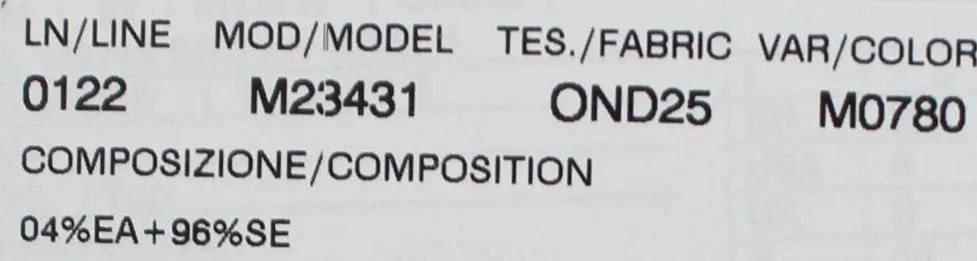 LN/LINE MOD/MODEL TES./FABRIC VAR/COLOR
0122 M23431 OND25 M0780
COMPOSIZIONE/COMPOSITION
04%EA+96%SE